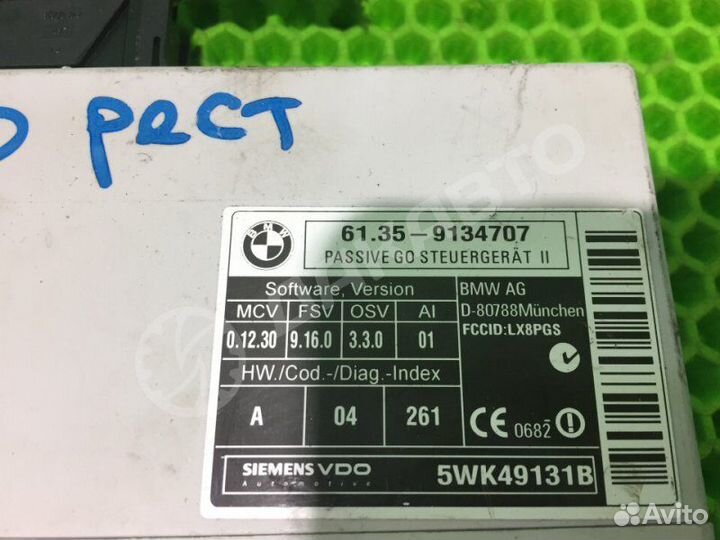 рест
BMW
61.35-9134707
PASSIVE GO STEUERGERÄT II
Software, Version
MCV FSV OSV AI
0.12.30 9.16.0 3.3.0 01
HW./Cod.-/Diag.-Index
A 04 261
BMW AG
D-80788München
FCCID:LX8PGS
CE 0682
SIEMENS VDO
Automotive
5WK49131B
Avito